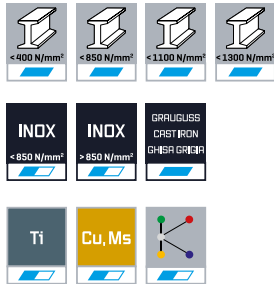 <400 N/mm² <850 N/mm² <1100 N/mm² <1300 N/mm²
INOX INOX GRAUGUSS
CAST IRON
GHISA GRIGIA
<850 N/mm² >850 N/mm²
Ti Cu, Ms